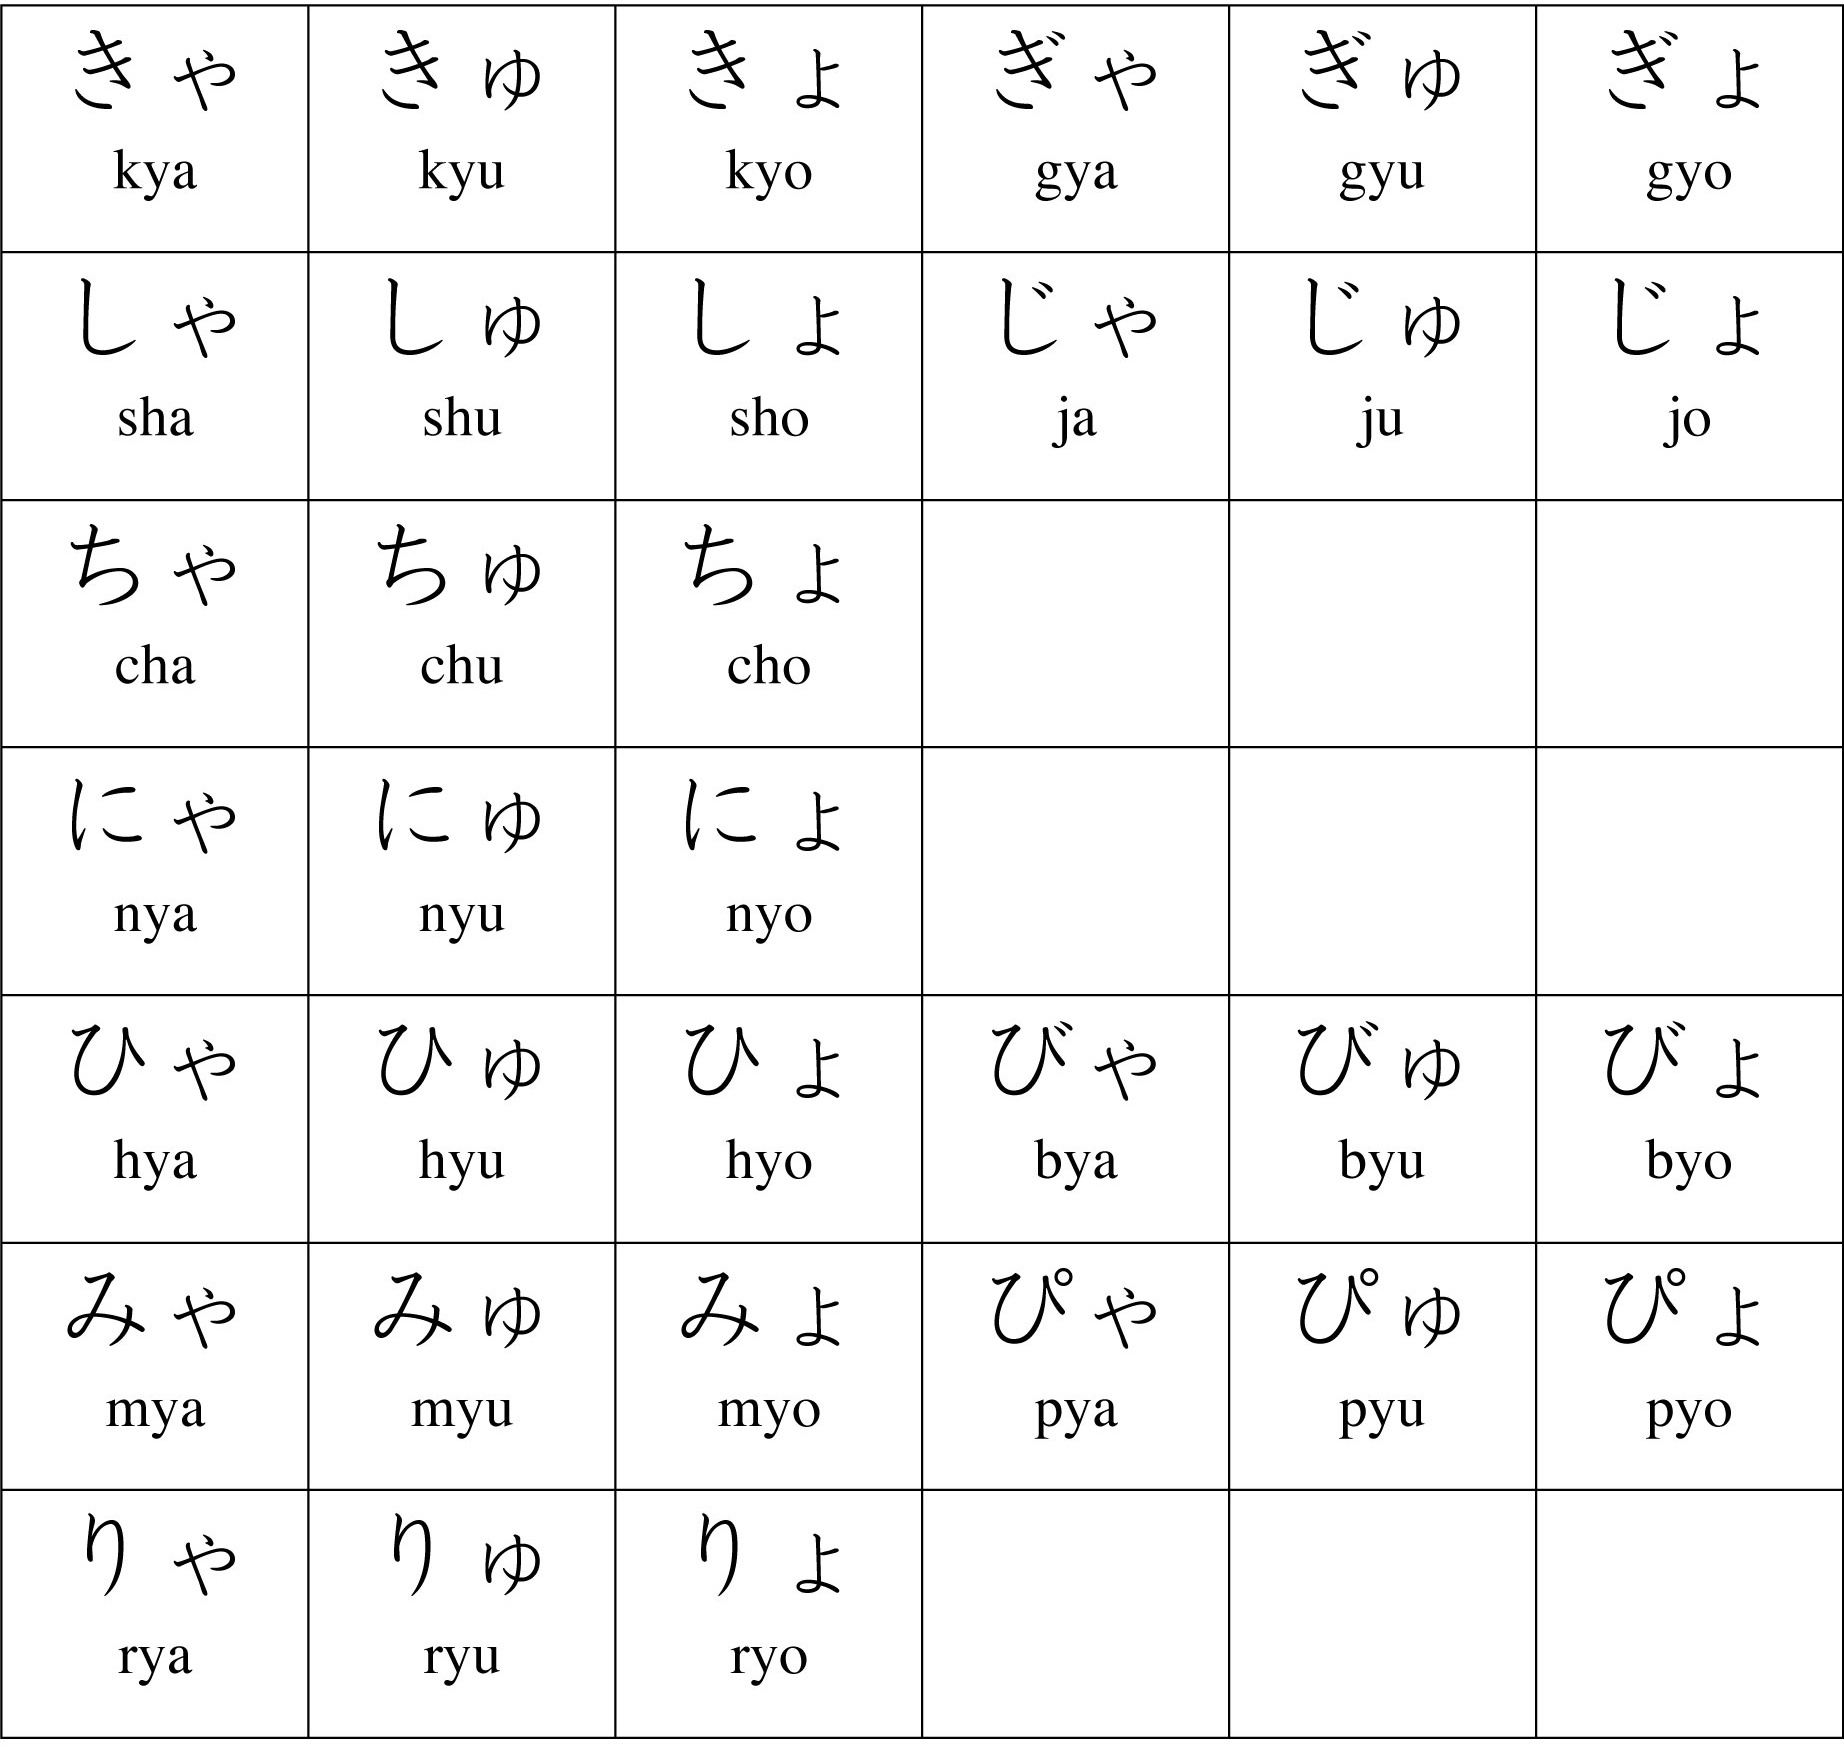 きゃ きゅ きょ ぎゃ ぎゅ ぎょ
kya kyu kyo gya gyu gyo
しゃ しゅ しょ じゃ じゅ じょ
sha shu sho ja ju jo
ちゃ ちゅ ちょ
cha chu cho
にゃ にゅ にょ
nya nyu nyo
ひゃ ひゅ ひょ びゃ びゅ びょ
hya hyu hyo bya byu byo
みゃ みゅ みょ ぴゃ ぴゅ ぴょ
mya myu myo pya pyu pyo
りゃ りゅ りょ
rya ryu ryo